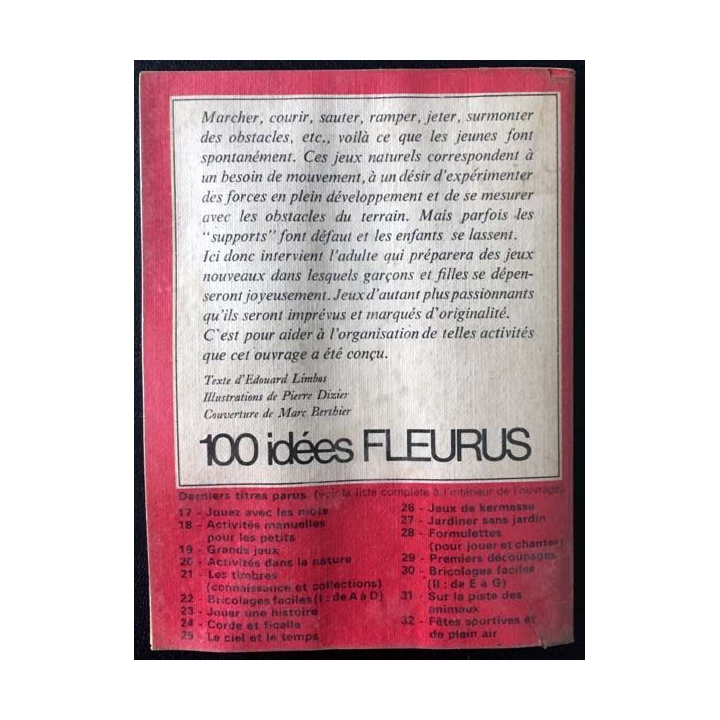 Marcher, courir, sauter, ramper, jeter, surmonter
des obstacles, etc., voilà ce que les jeunes font
spontanément. Ces jeux naturels correspondent à
un besoin de mouvement, à un désir d'expérimenter
des forces en plein développement et de se mesurer
avec les obstacles du terrain. Mais parfois les
"supports" font défaut et les enfants se lassent.
Ici donc intervient l'adulte qui préparera des jeux
nouveaux dans lesquels garçons et filles se dépen-
seront joyeusement. Jeux d'autant plus passionnants
qu'ils seront imprévus et marqués d'originalité.
C'est pour aider à l'organisation de telles activités
que cet ouvrage a été conçu.
Texte d'Edouard Limbos
Illustrations de Pierre Dizier
Couverture de Marc Berthier
100 idées FLEURUS
Derniers titres parus (voir la liste complète à l'intérieur de l'ouvrage)
17 - Jouez avec les mots
18 - Activités manuelles
pour les petits
19 - Grands jeux
20 - Activités dans la nature
21 - Les timbres
(connaissance et collections)
22 - Bricolages faciles (I : de A à D)
23 - Jouer une histoire
24 - Corde et ficelle
25 - Le ciel et le temps
26 - Jeux de kermesse
27 - Jardiner sans jardin
28 - Formulettes
(pour jouer et chanter)
29 - Premiers découpages
30 - Bricolages faciles
(II : de E à G)
31 - Sur la piste des
animaux
32 - Fêtes sportives et
de plein air